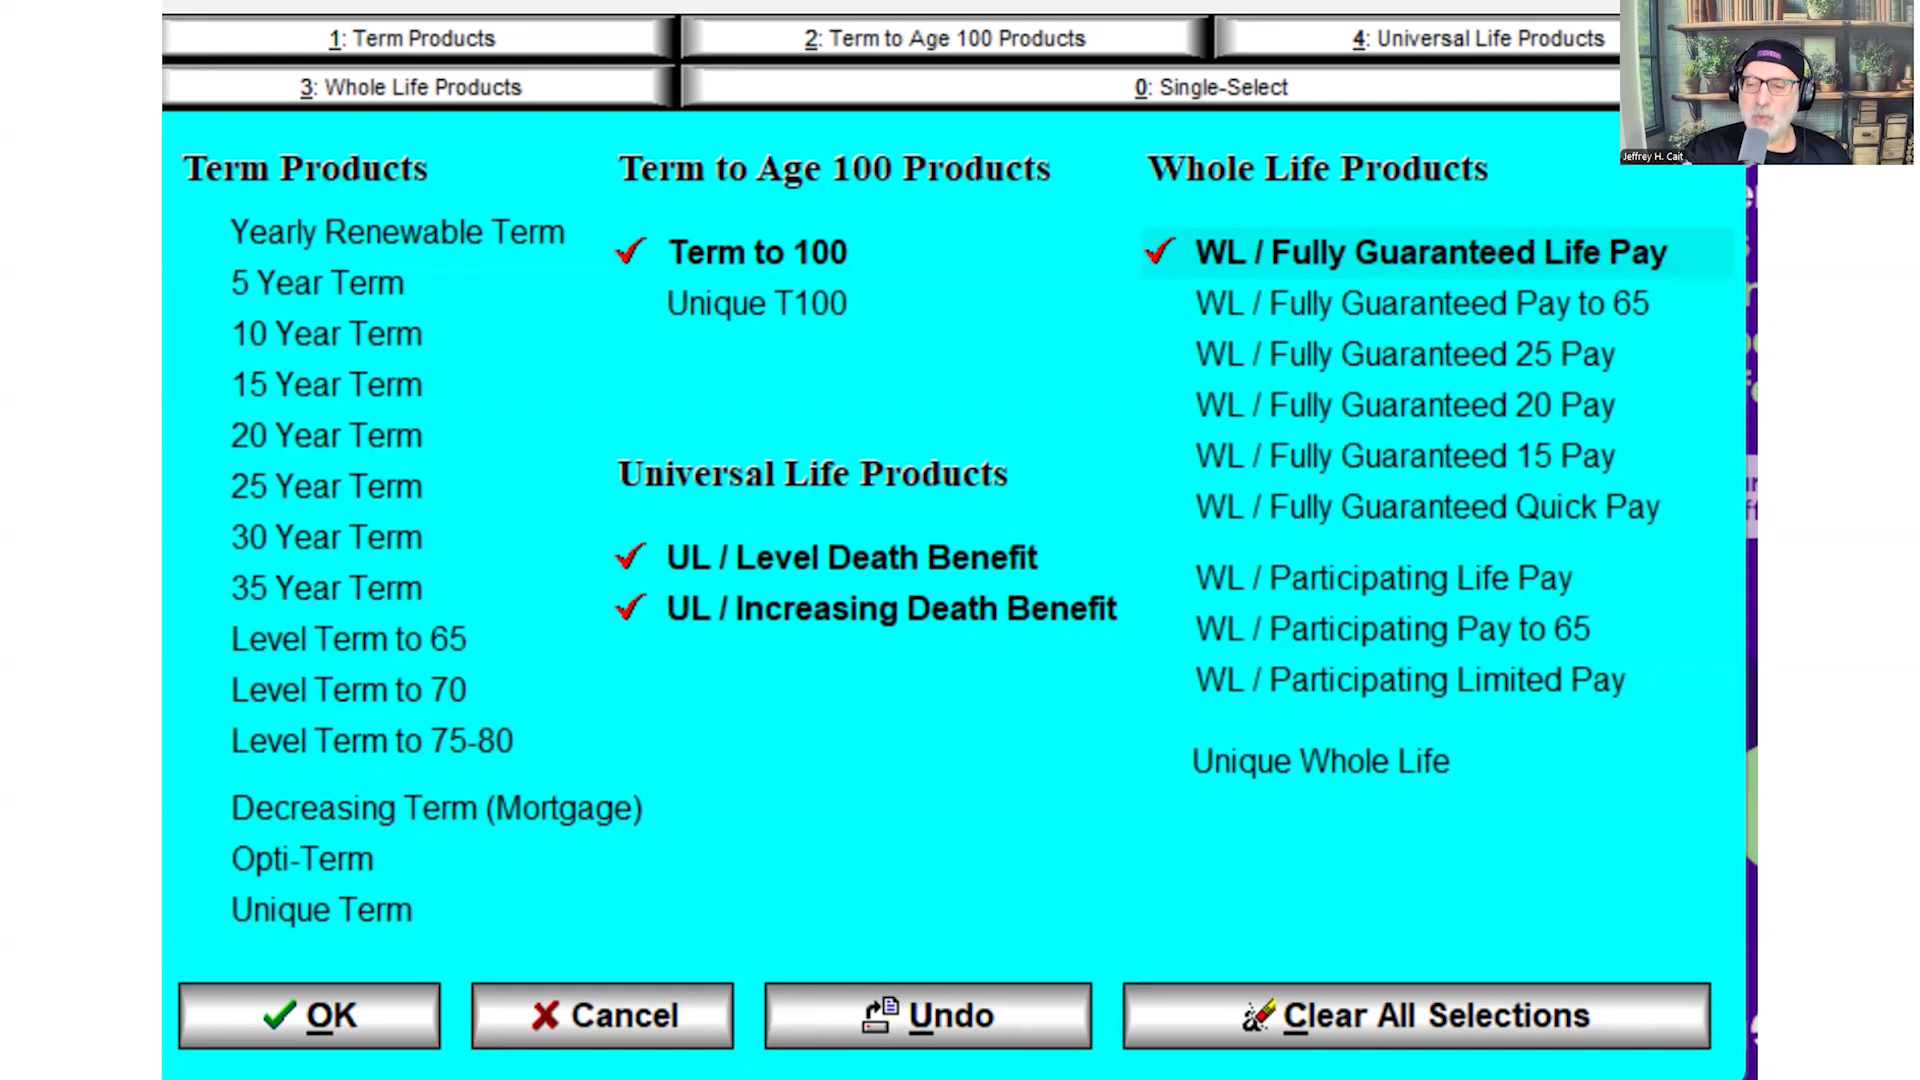 1: Term Products
2: Term to Age 100 Products
4: Universal Life Products
3: Whole Life Products
0: Single-Select
Jeffrey H. Cait
Term Products
Yearly Renewable Term
5 Year Term
10 Year Term
15 Year Term
20 Year Term
25 Year Term
30 Year Term
35 Year Term
Level Term to 65
Level Term to 70
Level Term to 75-80
Decreasing Term (Mortgage)
Opti-Term
Unique Term
Term to Age 100 Products
Term to 100
Unique T100
Universal Life Products
UL / Level Death Benefit
UL / Increasing Death Benefit
Whole Life Products
WL / Fully Guaranteed Life Pay
WL / Fully Guaranteed Pay to 65
WL / Fully Guaranteed 25 Pay
WL / Fully Guaranteed 20 Pay
WL / Fully Guaranteed 15 Pay
WL / Fully Guaranteed Quick Pay
WL / Participating Life Pay
WL / Participating Pay to 65
WL / Participating Limited Pay
Unique Whole Life
OK
Cancel
Undo
Clear All Selections